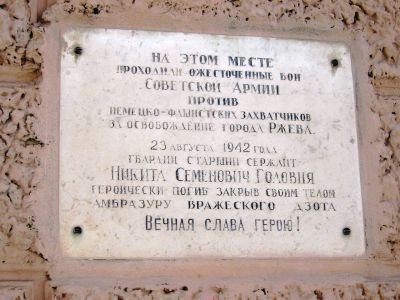 НА ЭТОМ МЕСТЕ
ПРОХОДИЛИ ОЖЕСТОЧЕННЫЕ БОИ
СОВЕТСКОЙ АРМИИ
ПРОТИВ
НЕМЕЦКО-ФАШИСТСКИХ ЗАХВАТЧИКОВ
ЗА ОСВОБОЖДЕНИЕ ГОРОДА РЖЕВА.
23 АВГУСТА 1942 ГОДА
ГВАРДИИ СТАРШИЙ СЕРЖАНТ
НИКИТА СЕМЕНОВИЧ ГОЛОВНЯ
ГЕРОИЧЕСКИ ПОГИБ ЗАКРЫВ СВОИМ ТЕЛОМ
АМБРАЗУРУ ВРАЖЕСКОГО ДЗОТА
ВЕЧНАЯ СЛАВА ГЕРОЮ!